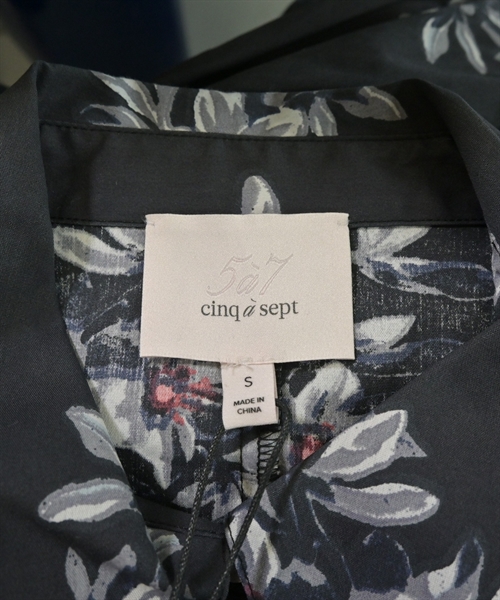 5à7
cinq à sept
S
MADE IN
CHINA